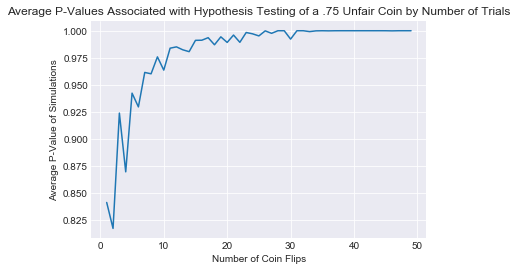 Average P-Values Associated with Hypothesis Testing of a .75 Unfair Coin by Number of Trials
1.000
0.975
0.950
0.925
0.900
0.875
0.850
0.825
Average P-Value of Simulations
0 10 20 30 40 50
Number of Coin Flips